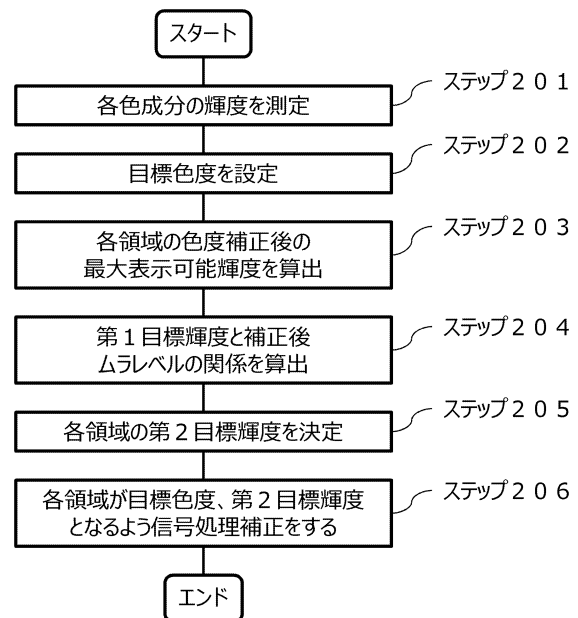 スタート
ステップ２０１
各色成分の輝度を測定
ステップ２０２
目標色度を設定
ステップ２０３
各領域の色度補正後の
最大表示可能輝度を算出
ステップ２０４
第１目標輝度と補正後
ムラレベルの関係を算出
ステップ２０５
各領域の第２目標輝度を決定
ステップ２０６
各領域が目標色度、第２目標輝度
となるよう信号処理補正をする
エンド